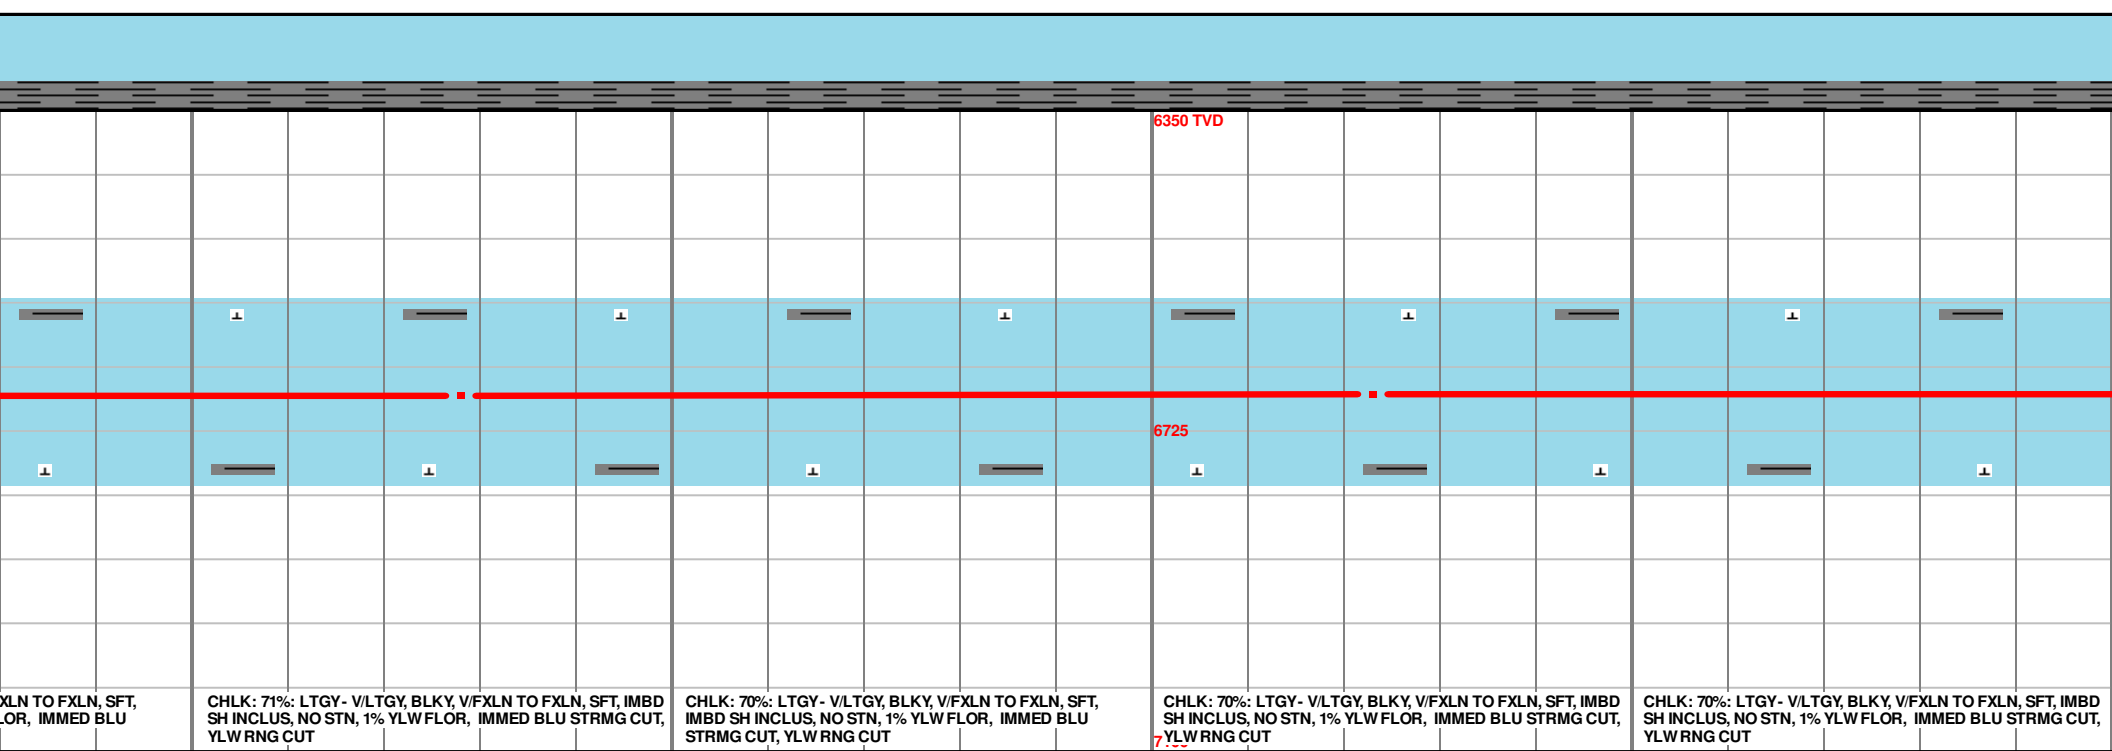 6350 TVD
6725
XLN TO FXLN, SFT,
LOR, IMMED BLU
CHLK: 71%: LTGY- V/LTGY, BLKY, V/FXLN TO FXLN, SFT, IMBD
SH INCLUS, NO STN, 1% YLW FLOR, IMMED BLU STRMG CUT,
YLW RNG CUT
CHLK: 70%: LTGY- V/LTGY, BLKY, V/FXLN TO FXLN, SFT,
IMBD SH INCLUS, NO STN, 1% YLW FLOR, IMMED BLU
STRMG CUT, YLW RNG CUT
CHLK: 70%: LTGY- V/LTGY, BLKY, V/FXLN TO FXLN, SFT, IMBD
SH INCLUS, NO STN, 1% YLW FLOR, IMMED BLU STRMG CUT,
YLW RNG CUT
CHLK: 70%: LTGY- V/LTGY, BLKY, V/FXLN TO FXLN, SFT, IMBD
SH INCLUS, NO STN, 1% YLW FLOR, IMMED BLU STRMG CUT,
YLW RNG CUT